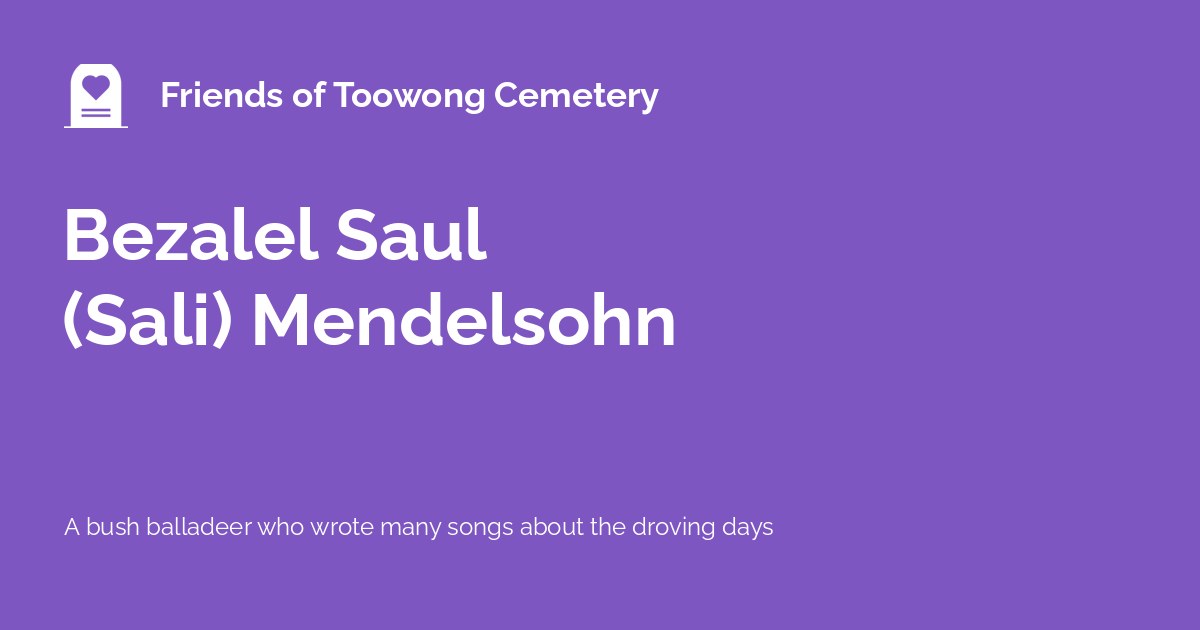 Friends of Toowong Cemetery
Bezalel Saul
(Sali) Mendelsohn
A bush balladeer who wrote many songs about the droving days